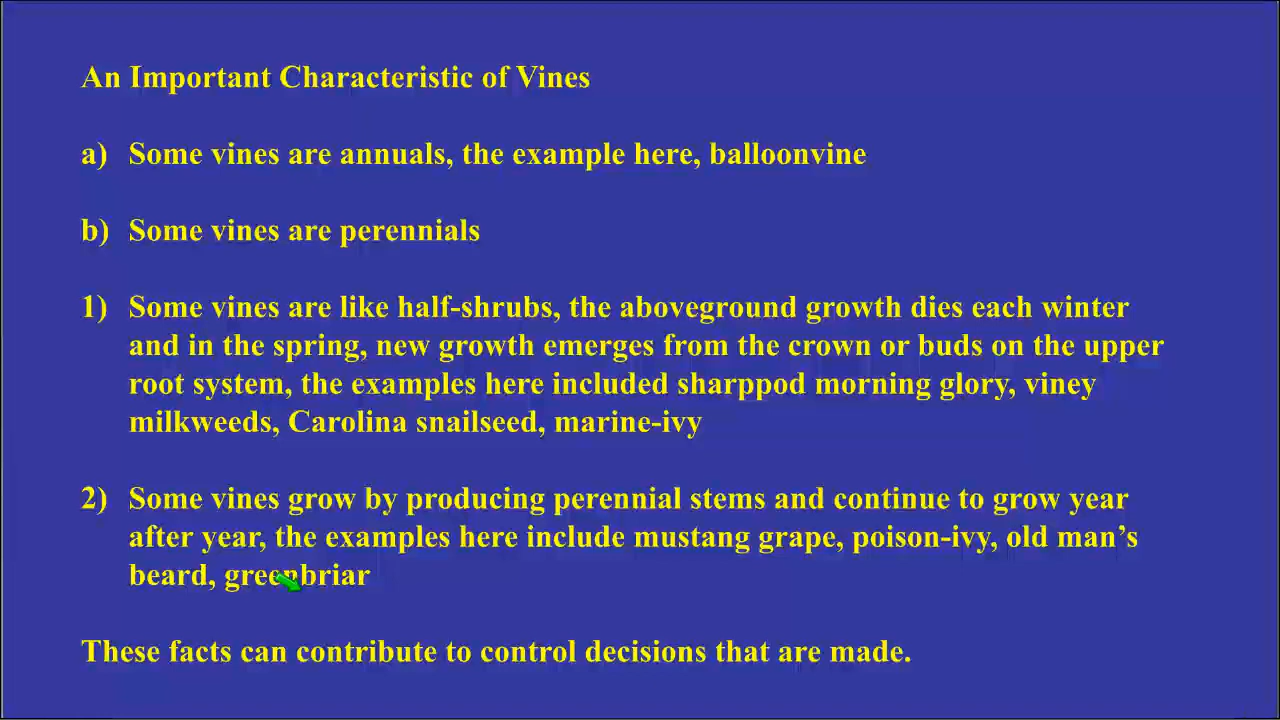 An Important Characteristic of Vines
a) Some vines are annuals, the example here, balloonvine
b) Some vines are perennials
1) Some vines are like half-shrubs, the aboveground growth dies each winter
and in the spring, new growth emerges from the crown or buds on the upper
root system, the examples here included sharppod morning glory, viney
milkweeds, Carolina snailseed, marine-ivy
2) Some vines grow by producing perennial stems and continue to grow year
after year, the examples here include mustang grape, poison-ivy, old man’s
beard, greenbriar
These facts can contribute to control decisions that are made.